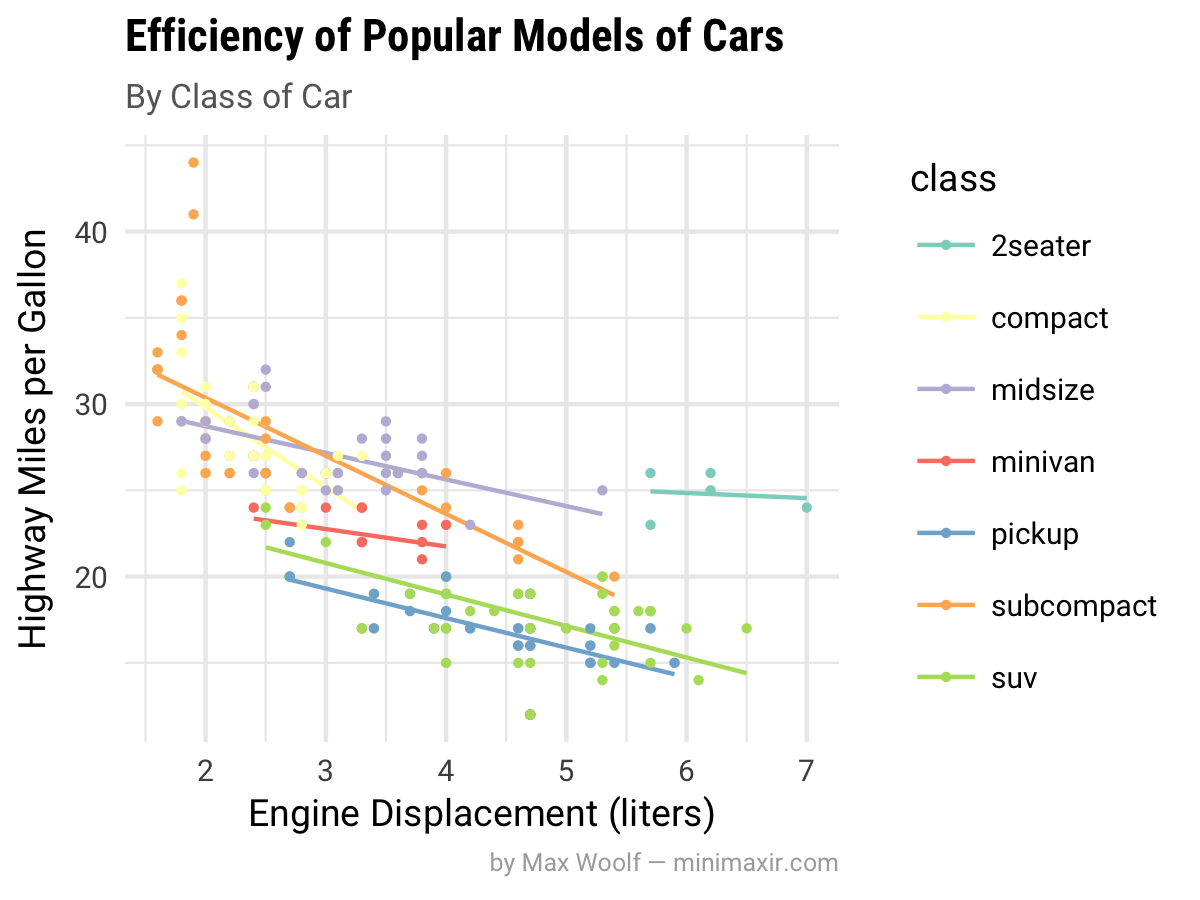 Efficiency of Popular Models of Cars
By Class of Car
Highway Miles per Gallon
40
30
20
2 3 4 5 6 7
Engine Displacement (liters)
by Max Woolf — minimaxir.com
class
2seater
compact
midsize
minivan
pickup
subcompact
suv